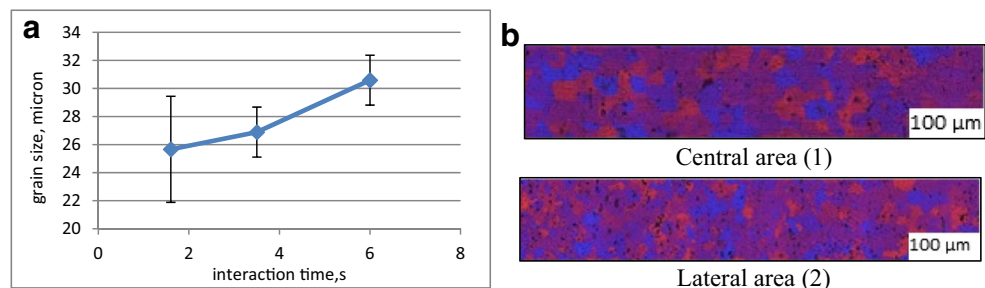 a
34
32
30
28
26
24
22
20
grain size, micron
0 2 4 6 8
interaction time,s
b
100 µm
Central area (1)
100 µm
Lateral area (2)